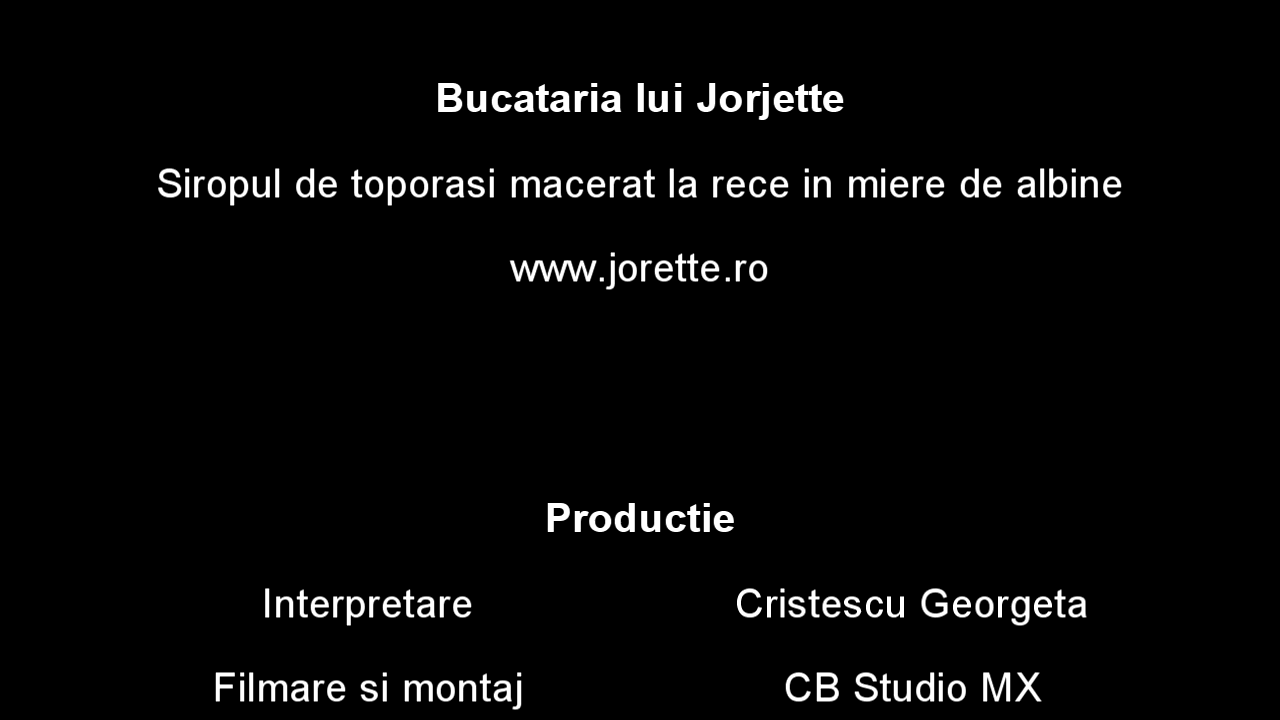 Bucataria lui Jorjette
Siropul de toporasi macerat la rece in miere de albine
www.jorette.ro
Productie
Interpretare Cristescu Georgeta
Filmare si montaj CB Studio MX